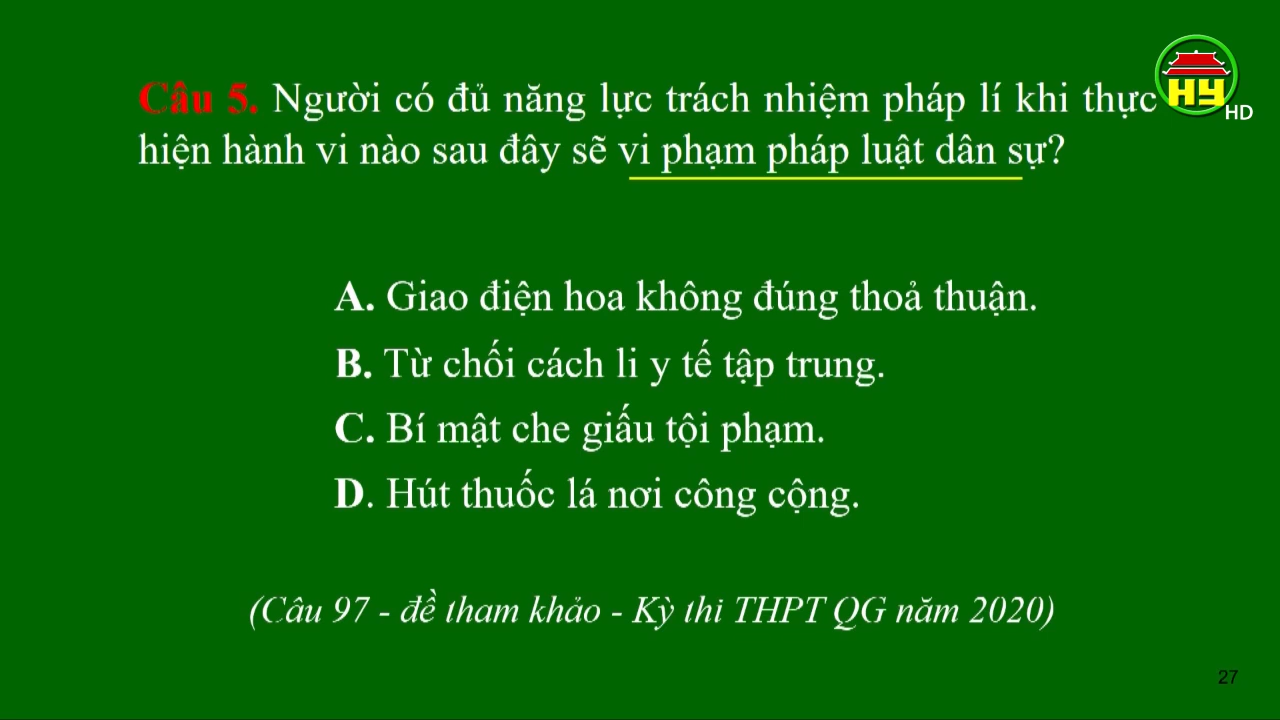 Câu 5. Người có đủ năng lực trách nhiệm pháp lí khi thực
hiện hành vi nào sau đây sẽ vi phạm pháp luật dân sự?
A. Giao điện hoa không đúng thoả thuận.
B. Từ chối cách li y tế tập trung.
C. Bí mật che giấu tội phạm.
D. Hút thuốc lá nơi công cộng.
(Câu 97 - đề tham khảo - Kỳ thi THPT QG năm 2020)
HY HD
27